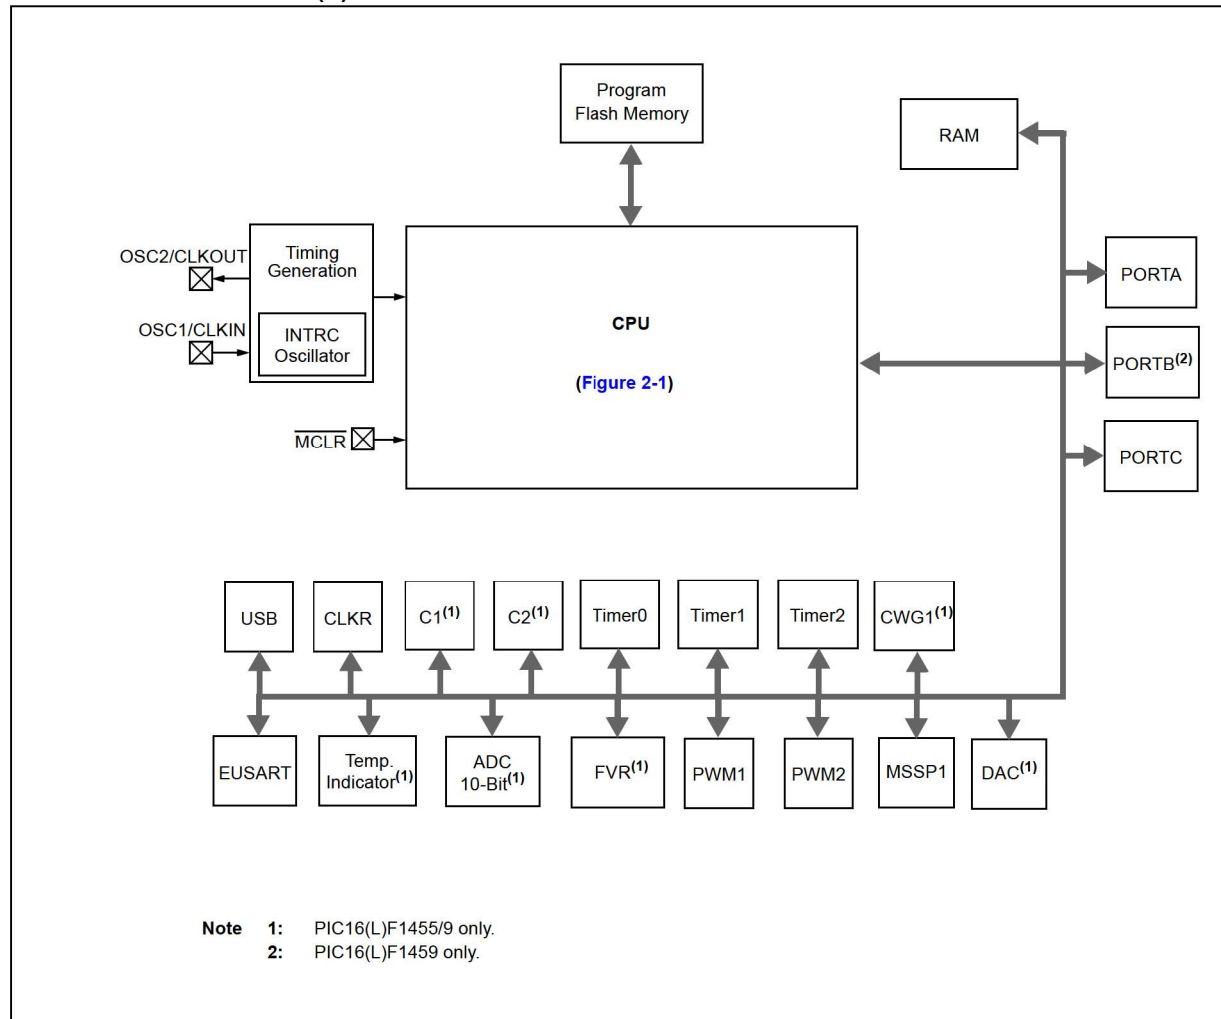 Program
Flash Memory
RAM
OSC2/CLKOUT
Timing
Generation
PORTA
OSC1/CLKIN
INTRC
Oscillator
CPU
(Figure 2-1)
PORTB(2)
MCLR
PORTC
USB
CLKR
C1(1)
C2(1)
Timer0
Timer1
Timer2
CWG1(1)
EUSART
Temp.
Indicator(1)
ADC
10-Bit(1)
FVR(1)
PWM1
PWM2
MSSP1
DAC(1)
Note 1: PIC16(L)F1455/9 only.
2: PIC16(L)F1459 only.